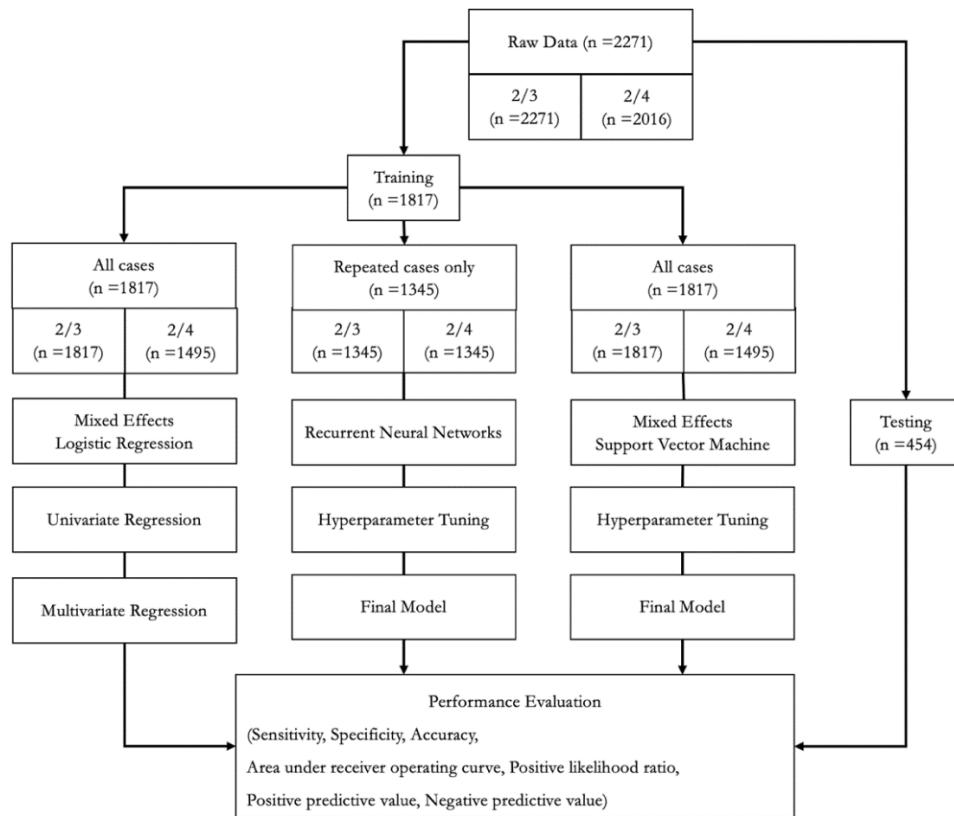 Raw Data (n =2271)
2/3
(n =2271)
2/4
(n =2016)
Training
(n =1817)
All cases
(n =1817)
2/3
(n =1817)
2/4
(n =1495)
Mixed Effects
Logistic Regression
Univariate Regression
Multivariate Regression
Repeated cases only
(n =1345)
2/3
(n =1345)
2/4
(n =1345)
Recurrent Neural Networks
Hyperparameter Tuning
Final Model
All cases
(n =1817)
2/3
(n =1817)
2/4
(n =1495)
Mixed Effects
Support Vector Machine
Hyperparameter Tuning
Final Model
Testing
(n =454)
Performance Evaluation
(Sensitivity, Specificity, Accuracy,
Area under receiver operating curve, Positive likelihood ratio,
Positive predictive value, Negative predictive value)